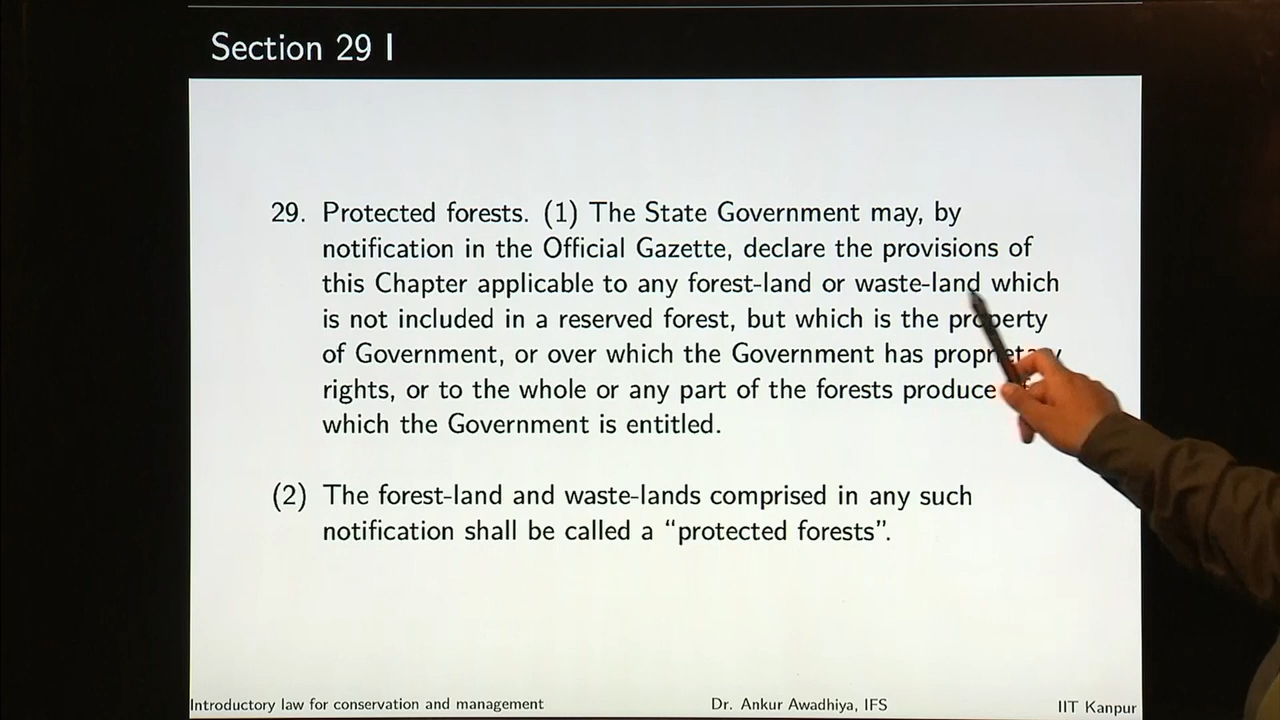 Section 29 I
29. Protected forests. (1) The State Government may, by
notification in the Official Gazette, declare the provisions of
this Chapter applicable to any forest-land or waste-land which
is not included in a reserved forest, but which is the property
of Government, or over which the Government has proprietary
rights, or to the whole or any part of the forests produce
which the Government is entitled.
(2) The forest-land and waste-lands comprised in any such
notification shall be called a “protected forests”.
Introductory law for conservation and management
Dr. Ankur Awadhiya, IFS
IIT Kanpur